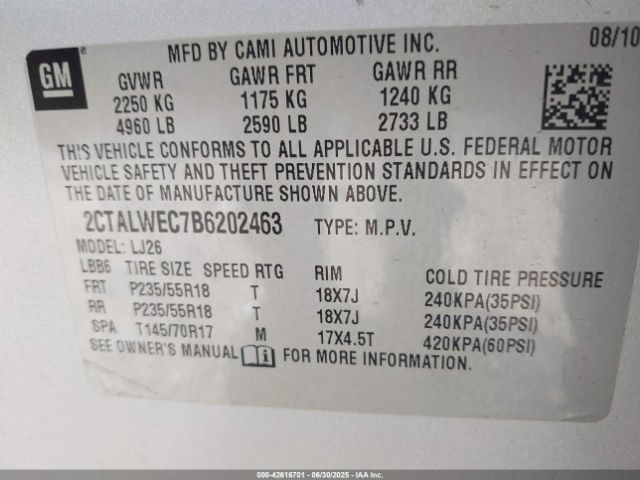 GM
MFD BY CAMI AUTOMOTIVE INC. 08/10
GVWR GAWR FRT GAWR RR
2250 KG 1175 KG 1240 KG
4960 LB 2590 LB 2733 LB
THIS VEHICLE CONFORMS TO ALL APPLICABLE U.S. FEDERAL MOTOR
VEHICLE SAFETY AND THEFT PREVENTION STANDARDS IN EFFECT ON
THE DATE OF MANUFACTURE SHOWN ABOVE.
2CTALWEC7B6202463 TYPE: M.P.V.
MODEL: LJ26
LBB6 TIRE SIZE SPEED RTG RIM COLD TIRE PRESSURE
FRT P235/55R18 T 18X7J 240KPA(35PSI)
RR P235/55R18 T 18X7J 240KPA(35PSI)
SPA T145/70R17 M 17X4.5T 420KPA(60PSI)
SEE OWNER'S MANUAL FOR MORE INFORMATION.
000-42616701 - 06/30/2025 - IAAI.COM